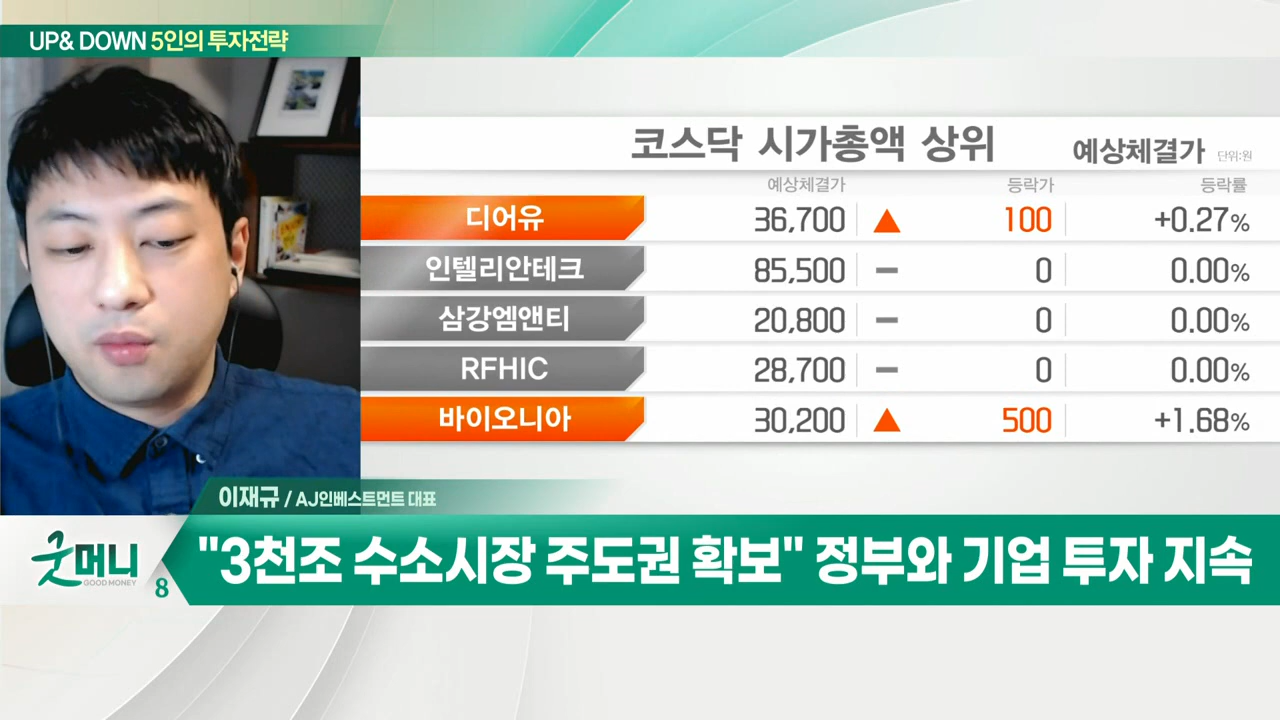 UP& DOWN 5인의 투자전략
코스닥 시가총액 상위 예상체결가 단위:원
예상체결가 등락가 등락률
디어유 36,700 ▲ 100 +0.27%
인텔리안테크 85,500 - 0 0.00%
삼강엠앤티 20,800 - 0 0.00%
RFHIC 28,700 - 0 0.00%
바이오니아 30,200 ▲ 500 +1.68%
이재규 / AJ인베스트먼트 대표
굿머니
GOOD MONEY
8
"3천조 수소시장 주도권 확보" 정부와 기업 투자 지속